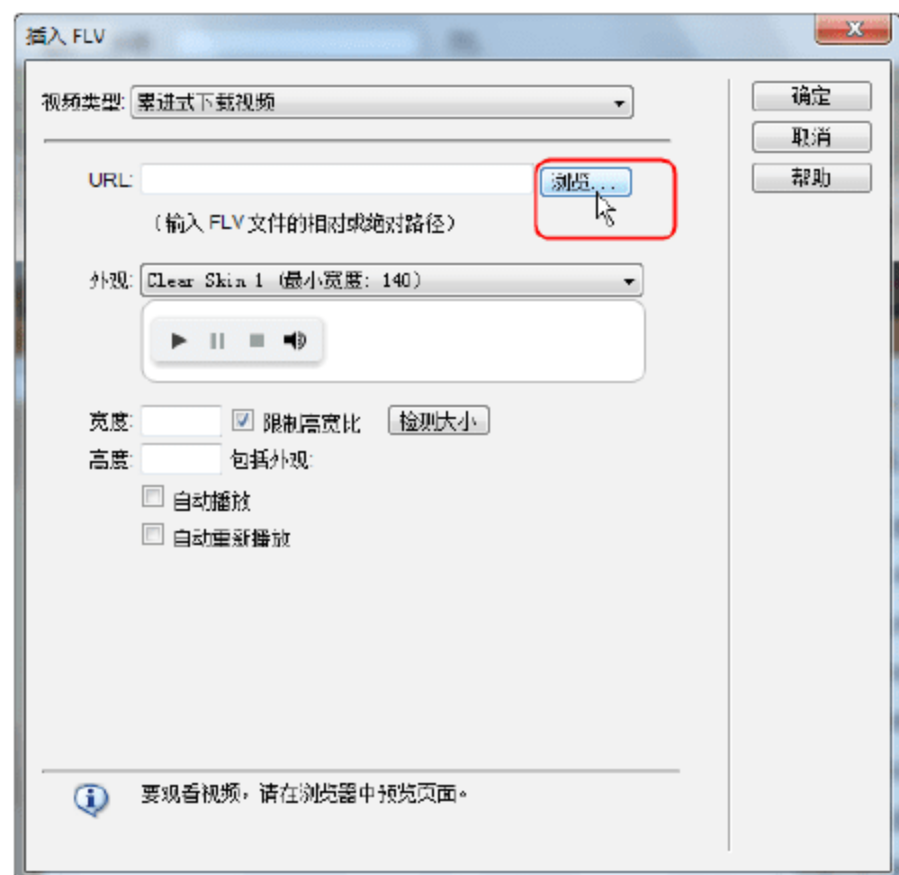 插入 FLV
视频类型: 累进式下载视频
确定
取消
帮助
URL: 浏览...
(输入 FLV 文件的相对或绝对路径)
外观: Clear Skin 1 (最小宽度: 140)
宽度: 限制高宽比 检测大小
高度: 包括外观:
自动播放
自动重新播放
要观看视频，请在浏览器中预览页面。